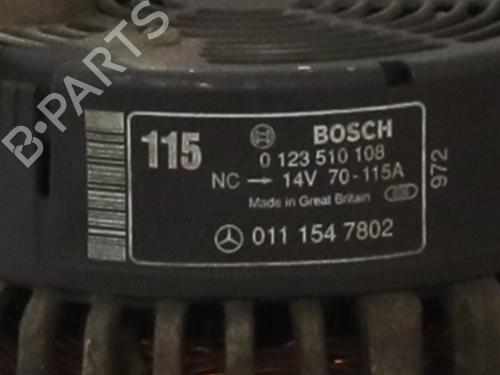 B-PARTS
115
BOSCH
0 123 510 108
NC → 14V 70-115A
Made in Great Britain
972
011 154 7802